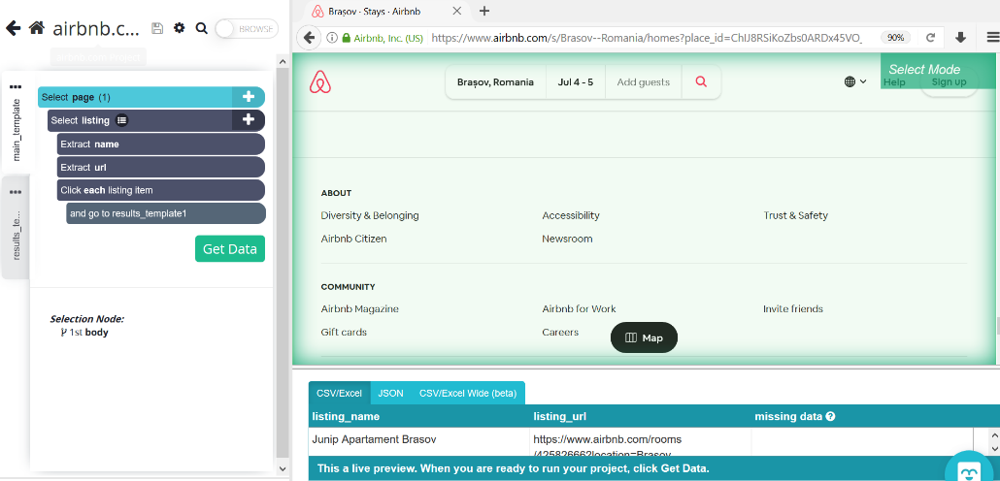 Brașov · Stays · Airbnb
airbnb.c...
BROWSE
Airbnb, Inc. (US)
https://www.airbnb.com/s/Brasov--Romania/homes?place_id=ChIJ8RSiKoZbs0ARDx45VO_
90%
main_template
results_te...
Select page (1)
Select listing
Extract name
Extract url
Click each listing item
and go to results_template1
Get Data
Selection Node:
1st body
Brașov, Romania
Jul 4 - 5
Add guests
Select Mode
Help
Sign up
ABOUT
Diversity & Belonging
Accessibility
Trust & Safety
Airbnb Citizen
Newsroom
COMMUNITY
Airbnb Magazine
Airbnb for Work
Invite friends
Gift cards
Careers
Map
CSV/Excel
JSON
CSV/Excel Wide (beta)
listing_name
listing_url
missing data
Junip Apartament Brasov
https://www.airbnb.com/rooms
/42582666?location=Brasov
This a live preview. When you are ready to run your project, click Get Data.